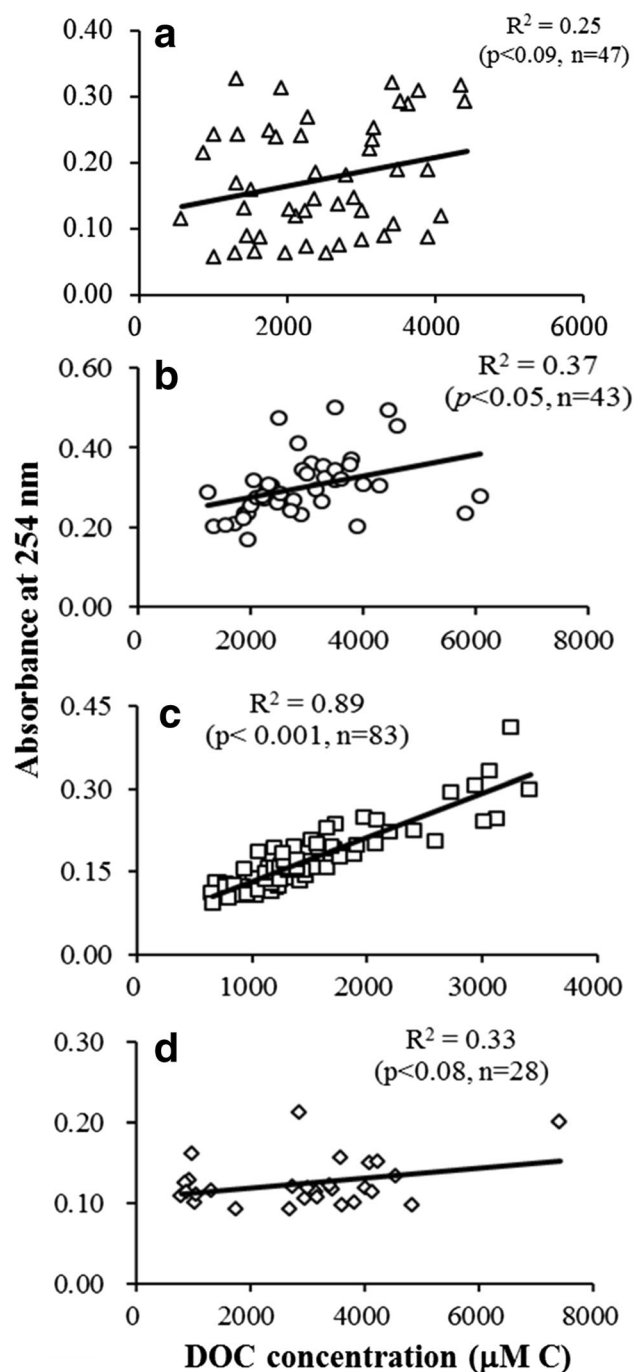 a
R² = 0.25
(p<0.09, n=47)
0.40
0.30
0.20
0.10
0.00
0 2000 4000 6000
b
R² = 0.37
(p<0.05, n=43)
0.60
0.40
0.20
0.00
0 2000 4000 6000 8000
Absorbance at 254 nm
c
R² = 0.89
(p< 0.001, n=83)
0.45
0.30
0.15
0.00
0 1000 2000 3000 4000
d
R² = 0.33
(p<0.08, n=28)
0.30
0.20
0.10
0.00
0 2000 4000 6000 8000
DOC concentration (µM C)